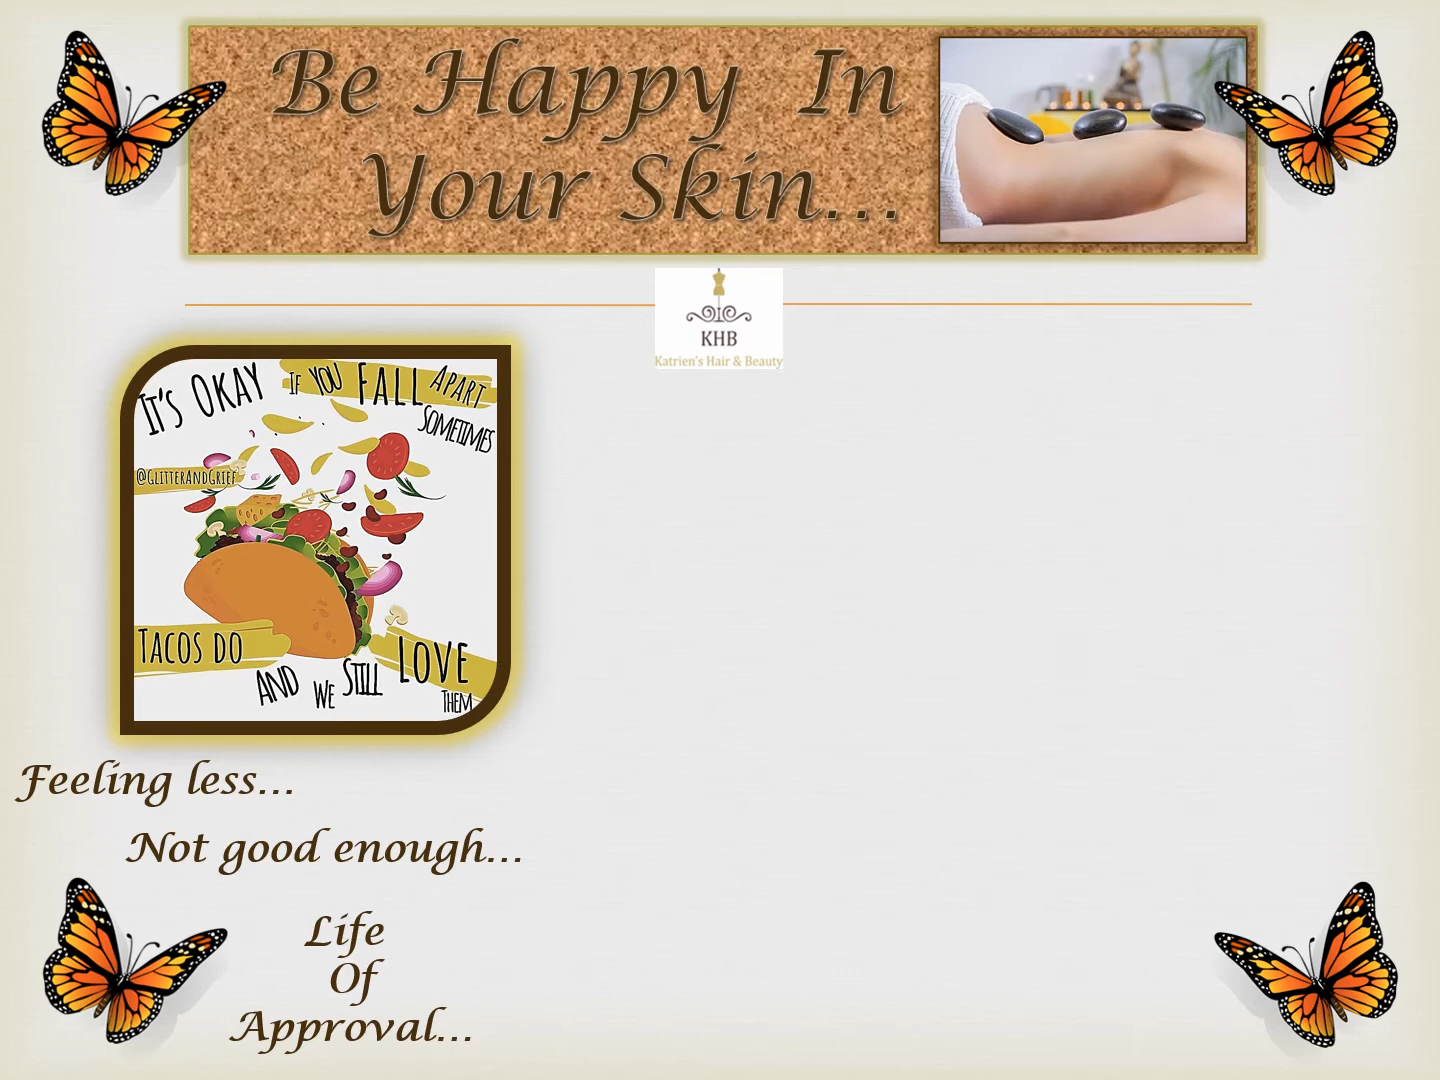 Be Happy In
Your Skin...
KHB
Katrien's Hair & Beauty
IT'S OKAY IF YOU FALL APART
SOMETIMES
@GLITTERANDGRIEF
TACOS DO
AND WE STILL LOVE
THEM
Feeling less...
Not good enough...
Life
Of
Approval...